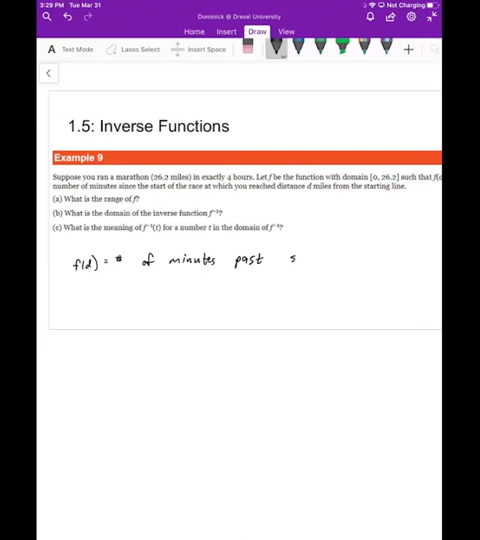 3:29 PM Tue Mar 31
Not Charging
Dominick @ Drexel University
Home Insert Draw View
A Text Mode Lasso Select Insert Space
1.5: Inverse Functions
Example 9
Suppose you ran a marathon (26.2 miles) in exactly 4 hours. Let f be the function with domain [0, 26.2] such that f(d
number of minutes since the start of the race at which you reached distance d miles from the starting line.
(a) What is the range of f?
(b) What is the domain of the inverse function f⁻¹?
(c) What is the meaning of f⁻¹(t) for a number t in the domain of f⁻¹?
f(d) = # of minutes past s